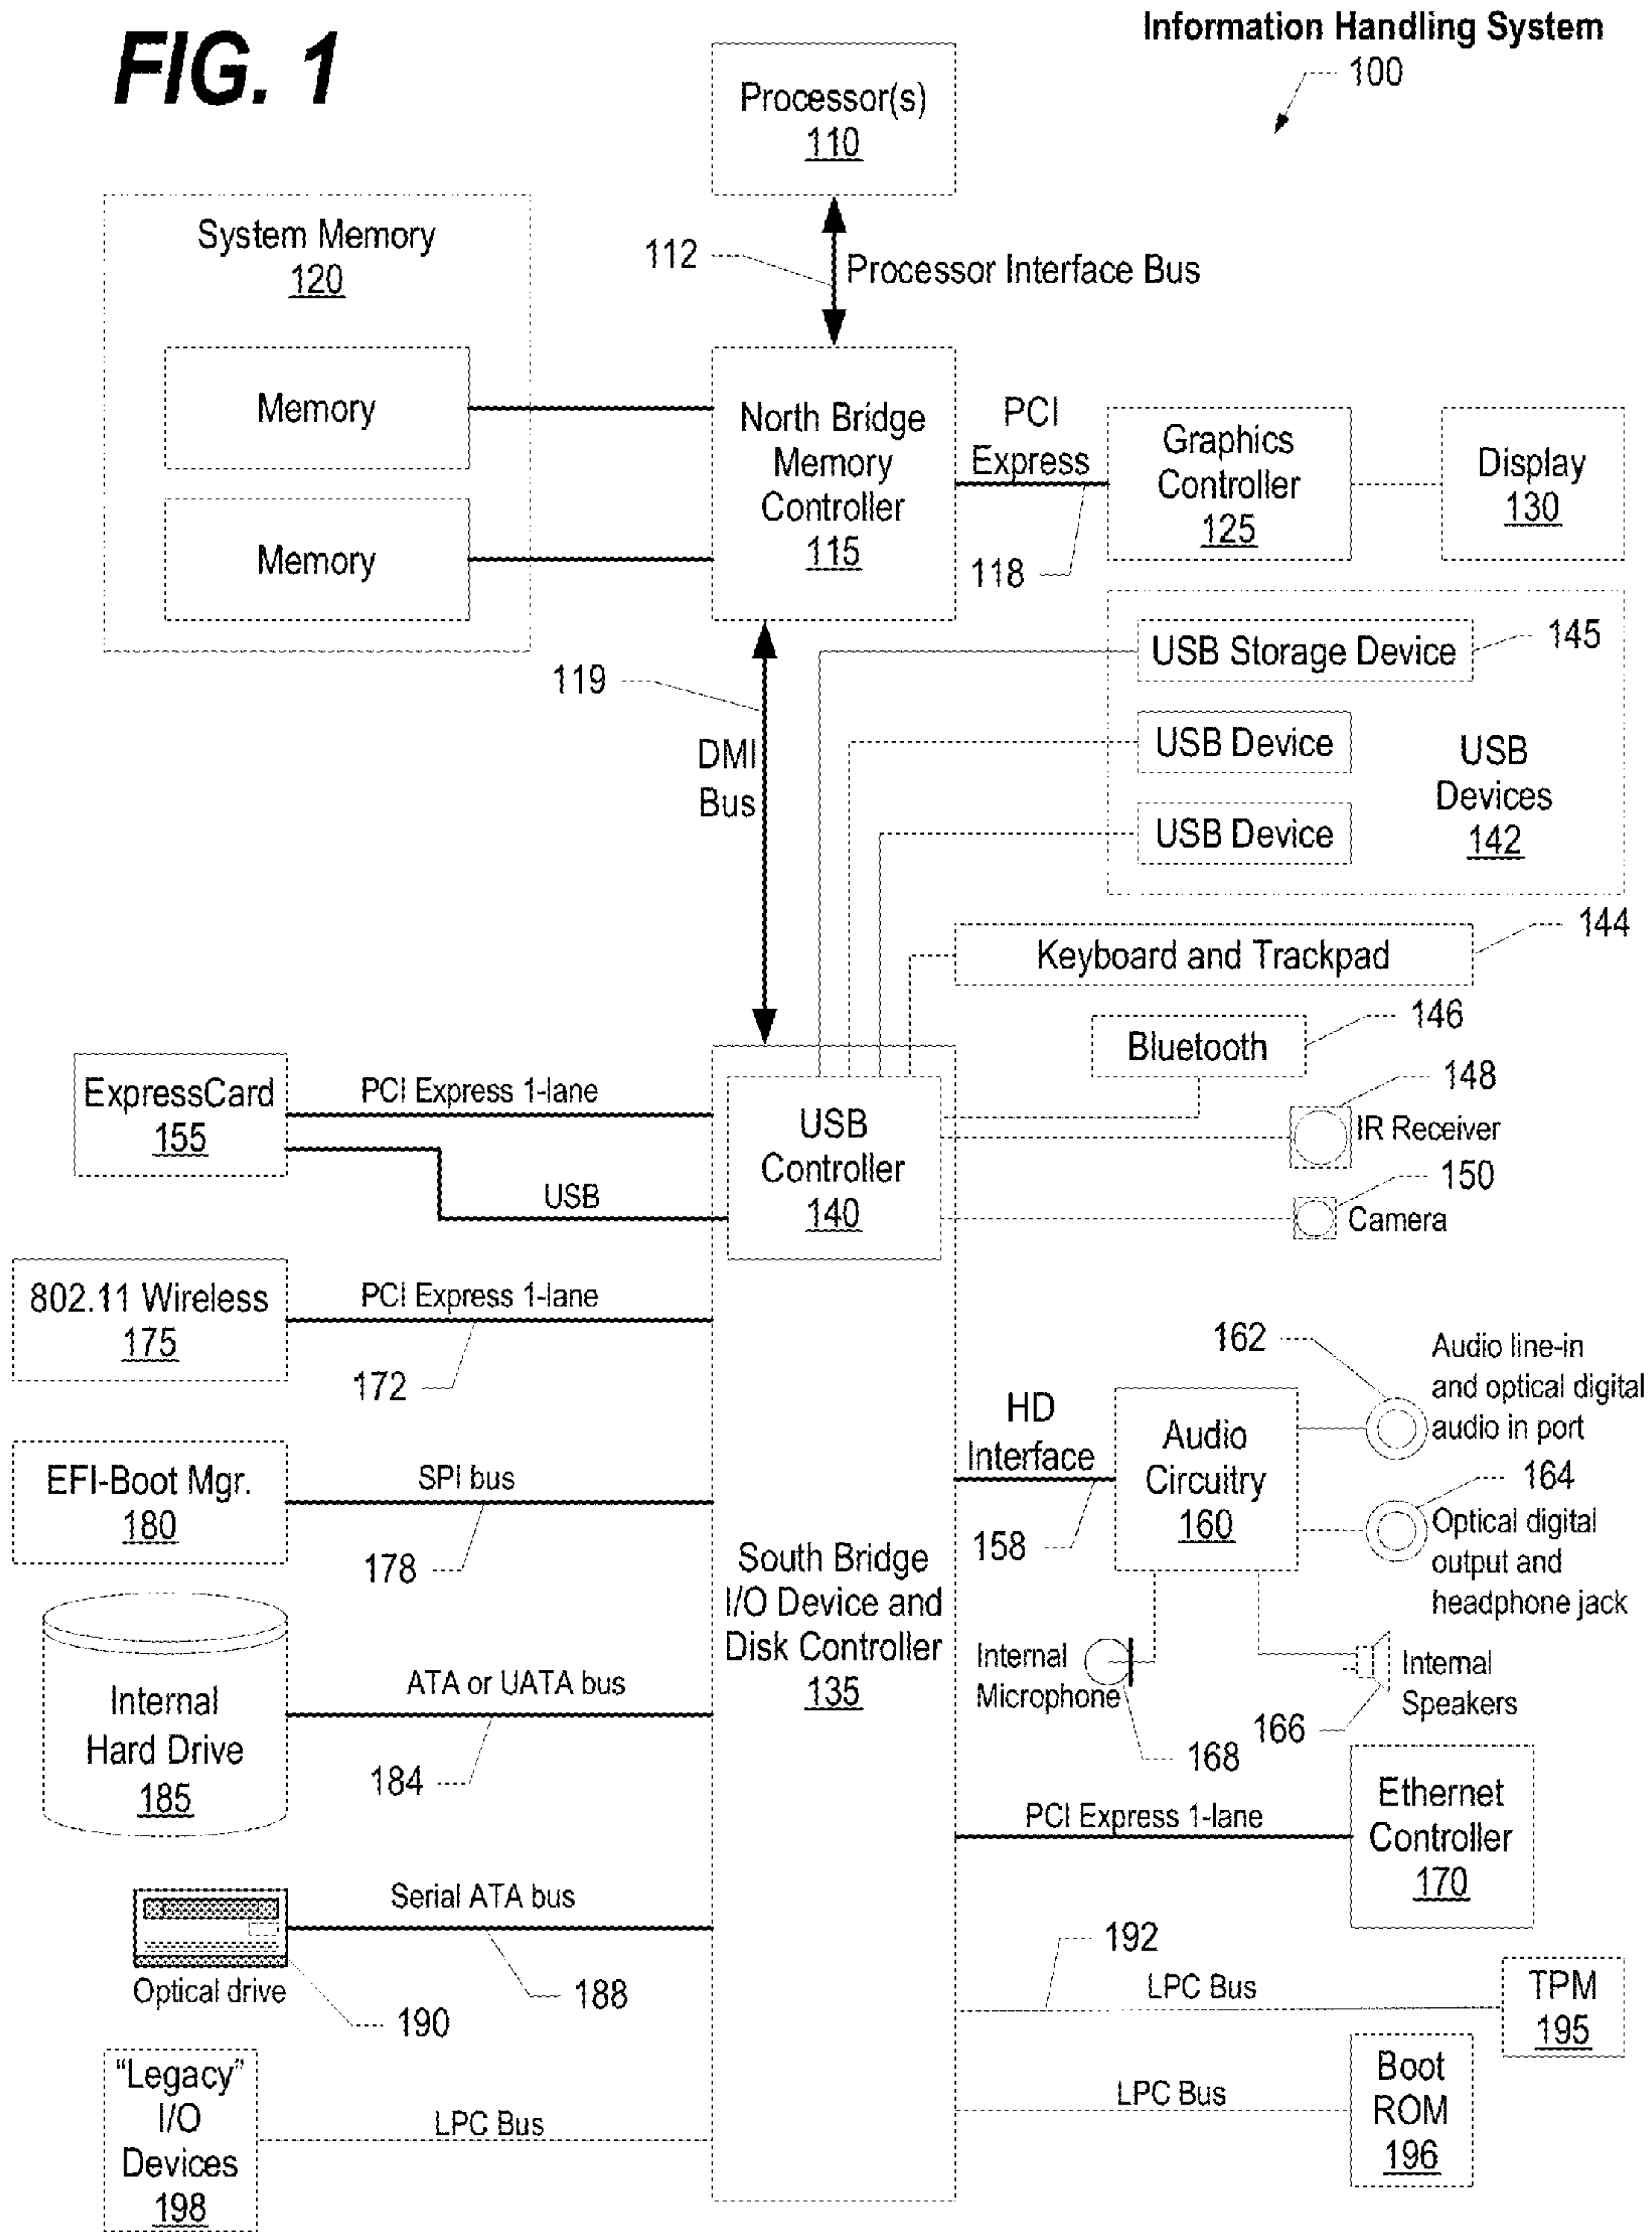 FIG. 1
Information Handling System
100
Processor(s)
110
System Memory
120
112
Processor Interface Bus
Memory
Memory
North Bridge
Memory
Controller
115
PCI
Express
118
Graphics
Controller
125
Display
130
119
DMI
Bus
USB Storage Device
145
USB Device
USB Device
USB
Devices
142
Keyboard and Trackpad
144
Bluetooth
146
148
IR Receiver
150
Camera
ExpressCard
155
PCI Express 1-lane
USB
USB
Controller
140
802.11 Wireless
175
PCI Express 1-lane
172
EFI-Boot Mgr.
180
SPI bus
178
HD
Interface
158
Audio
Circuitry
160
162
Audio line-in
and optical digital
audio in port
164
Optical digital
output and
headphone jack
Internal
Microphone
168
Internal
Speakers
166
South Bridge
I/O Device and
Disk Controller
135
Internal
Hard Drive
185
ATA or UATA bus
184
PCI Express 1-lane
Ethernet
Controller
170
Serial ATA bus
188
Optical drive
190
192
LPC Bus
TPM
195
"Legacy"
I/O
Devices
198
LPC Bus
LPC Bus
Boot
ROM
196